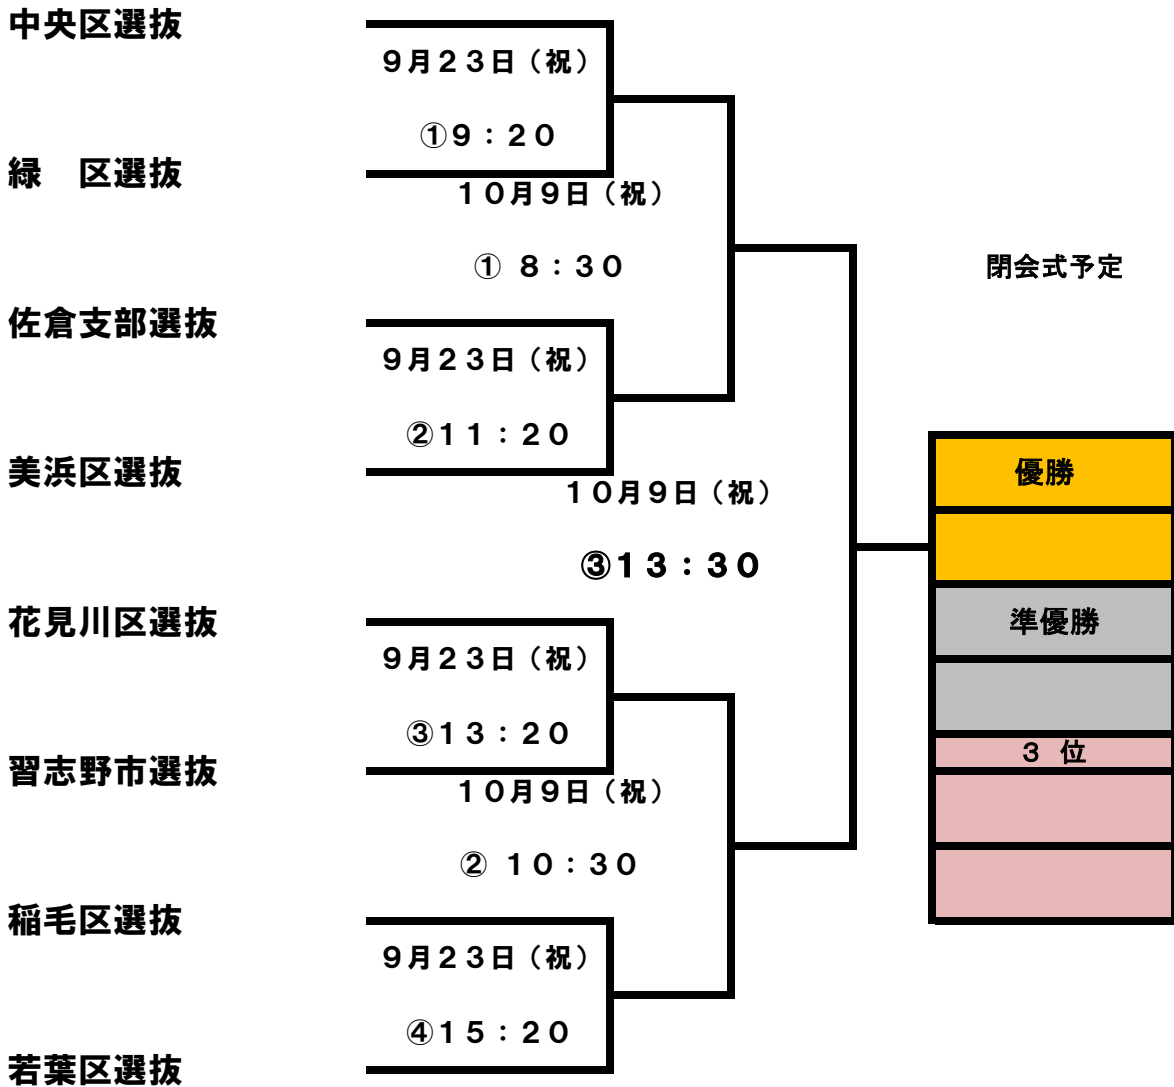 中央区選抜
９月２３日（祝）
①９：２０
緑　区選抜
１０月９日（祝）
① ８：３０
閉会式予定
佐倉支部選抜
９月２３日（祝）
②１１：２０
美浜区選抜
１０月９日（祝）
③１３：３０
優勝
準優勝
３ 位
花見川区選抜
９月２３日（祝）
③１３：２０
習志野市選抜
１０月９日（祝）
② １０：３０
稲毛区選抜
９月２３日（祝）
④１５：２０
若葉区選抜